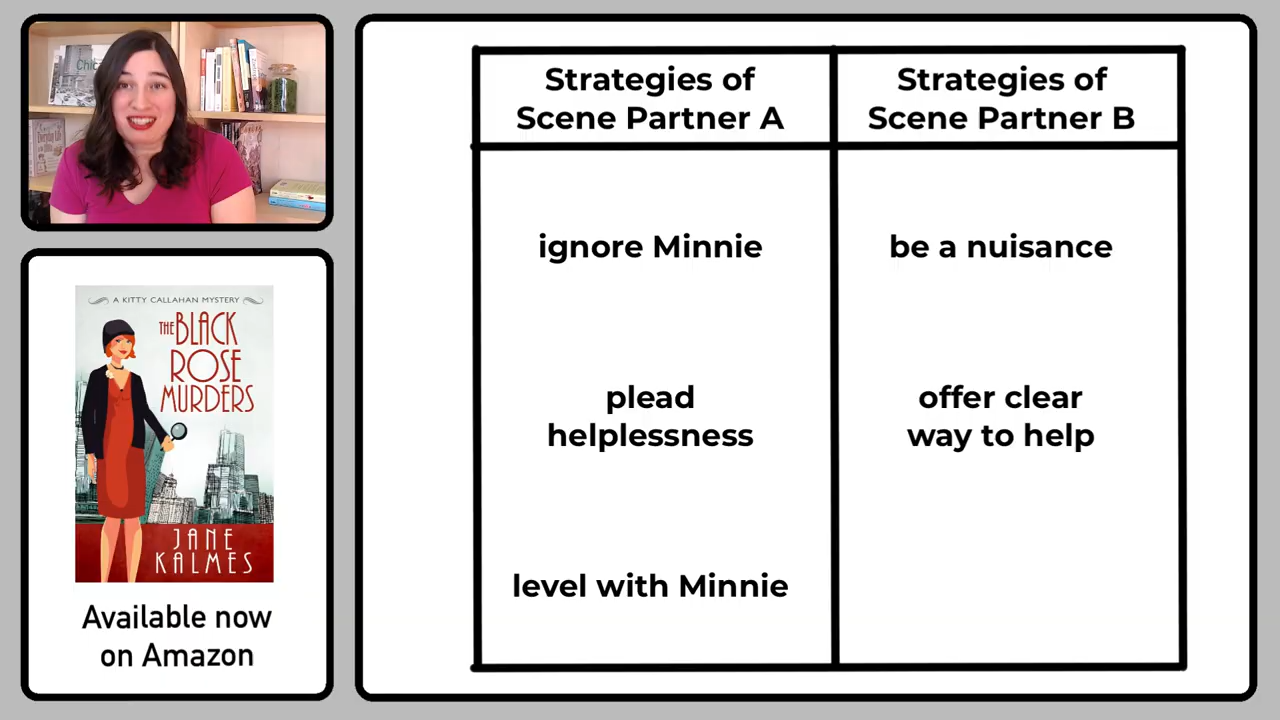 Strategies of
Scene Partner A
Strategies of
Scene Partner B
ignore Minnie
be a nuisance
plead
helplessness
offer clear
way to help
level with Minnie
A KITTY CALLAHAN MYSTERY
THE BLACK
ROSE
MURDERS
JANE
KALMES
Available now
on Amazon